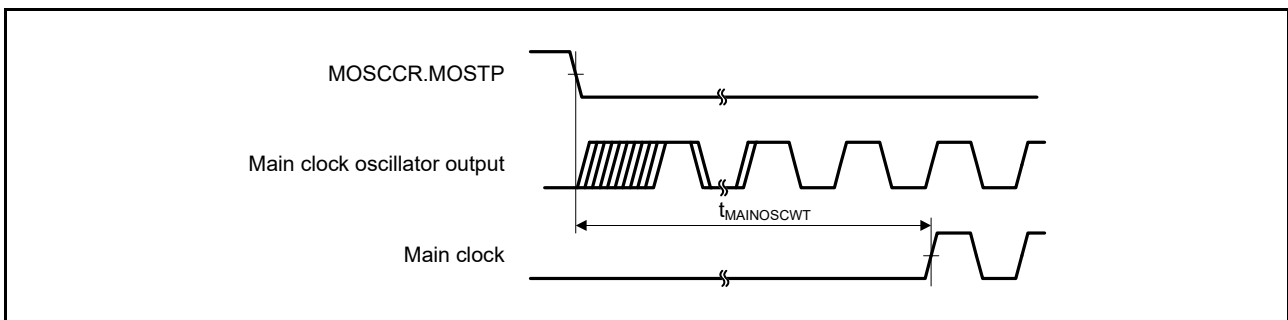 MOSCCR.MOSTP
Main clock oscillator output
tMAINOSCWT
Main clock